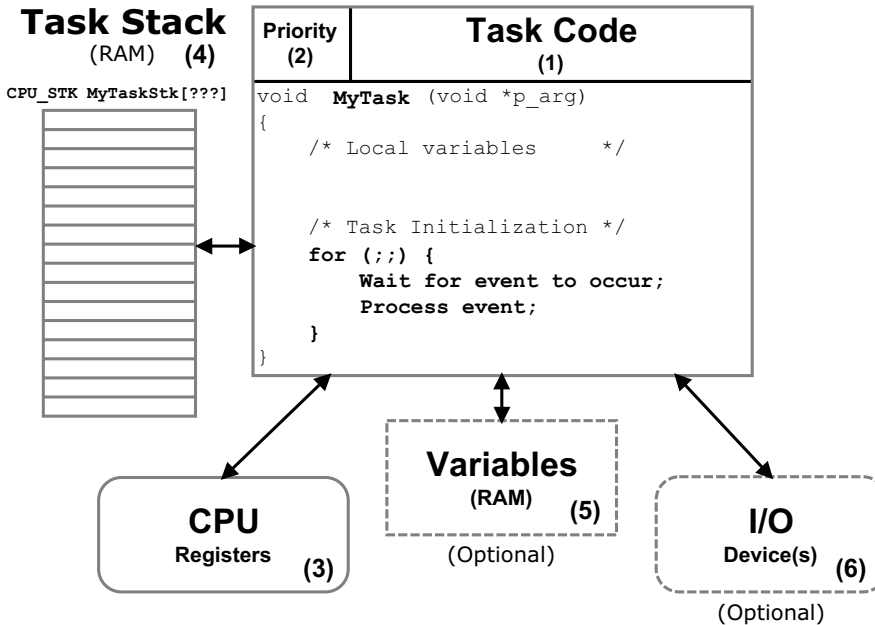 Task Stack
(RAM) (4)
CPU_STK MyTaskStk[???]
Priority
(2)
Task Code
(1)
void MyTask (void *p_arg)
{
/* Local variables */
/* Task Initialization */
for (;;) {
Wait for event to occur;
Process event;
}
}
CPU
Registers
(3)
Variables
(RAM)
(5)
(Optional)
I/O
Device(s)
(6)
(Optional)